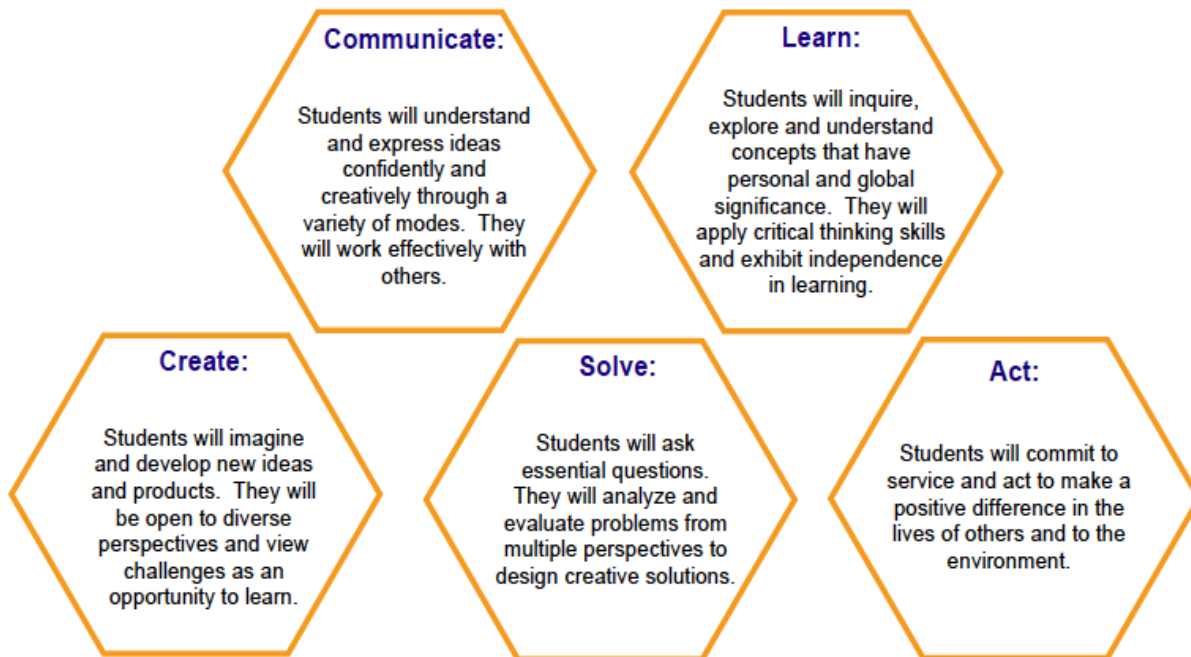 Communicate:
Students will understand
and express ideas
confidently and
creatively through a
variety of modes.  They
will work effectively with
others.
Learn:
Students will inquire,
explore and understand
concepts that have
personal and global
significance.  They will
apply critical thinking skills
and exhibit independence
in learning.
Create:
Students will imagine
and develop new ideas
and products.  They will
be open to diverse
perspectives and view
challenges as an
opportunity to learn.
Solve:
Students will ask
essential questions.
They will analyze and
evaluate problems from
multiple perspectives to
design creative solutions.
Act:
Students will commit to
service and act to make a
positive difference in the
lives of others and to the
environment.